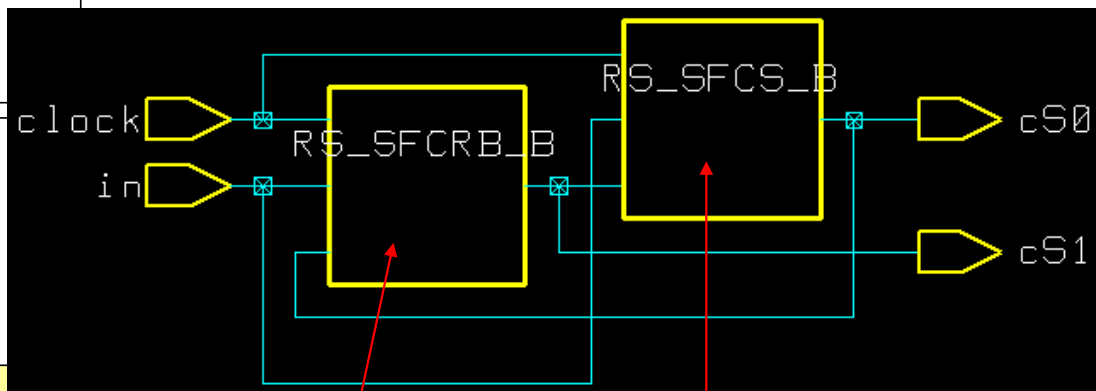 RS_SFCS_B
clock
RS_SFCRB_B
cS0
in
cS1